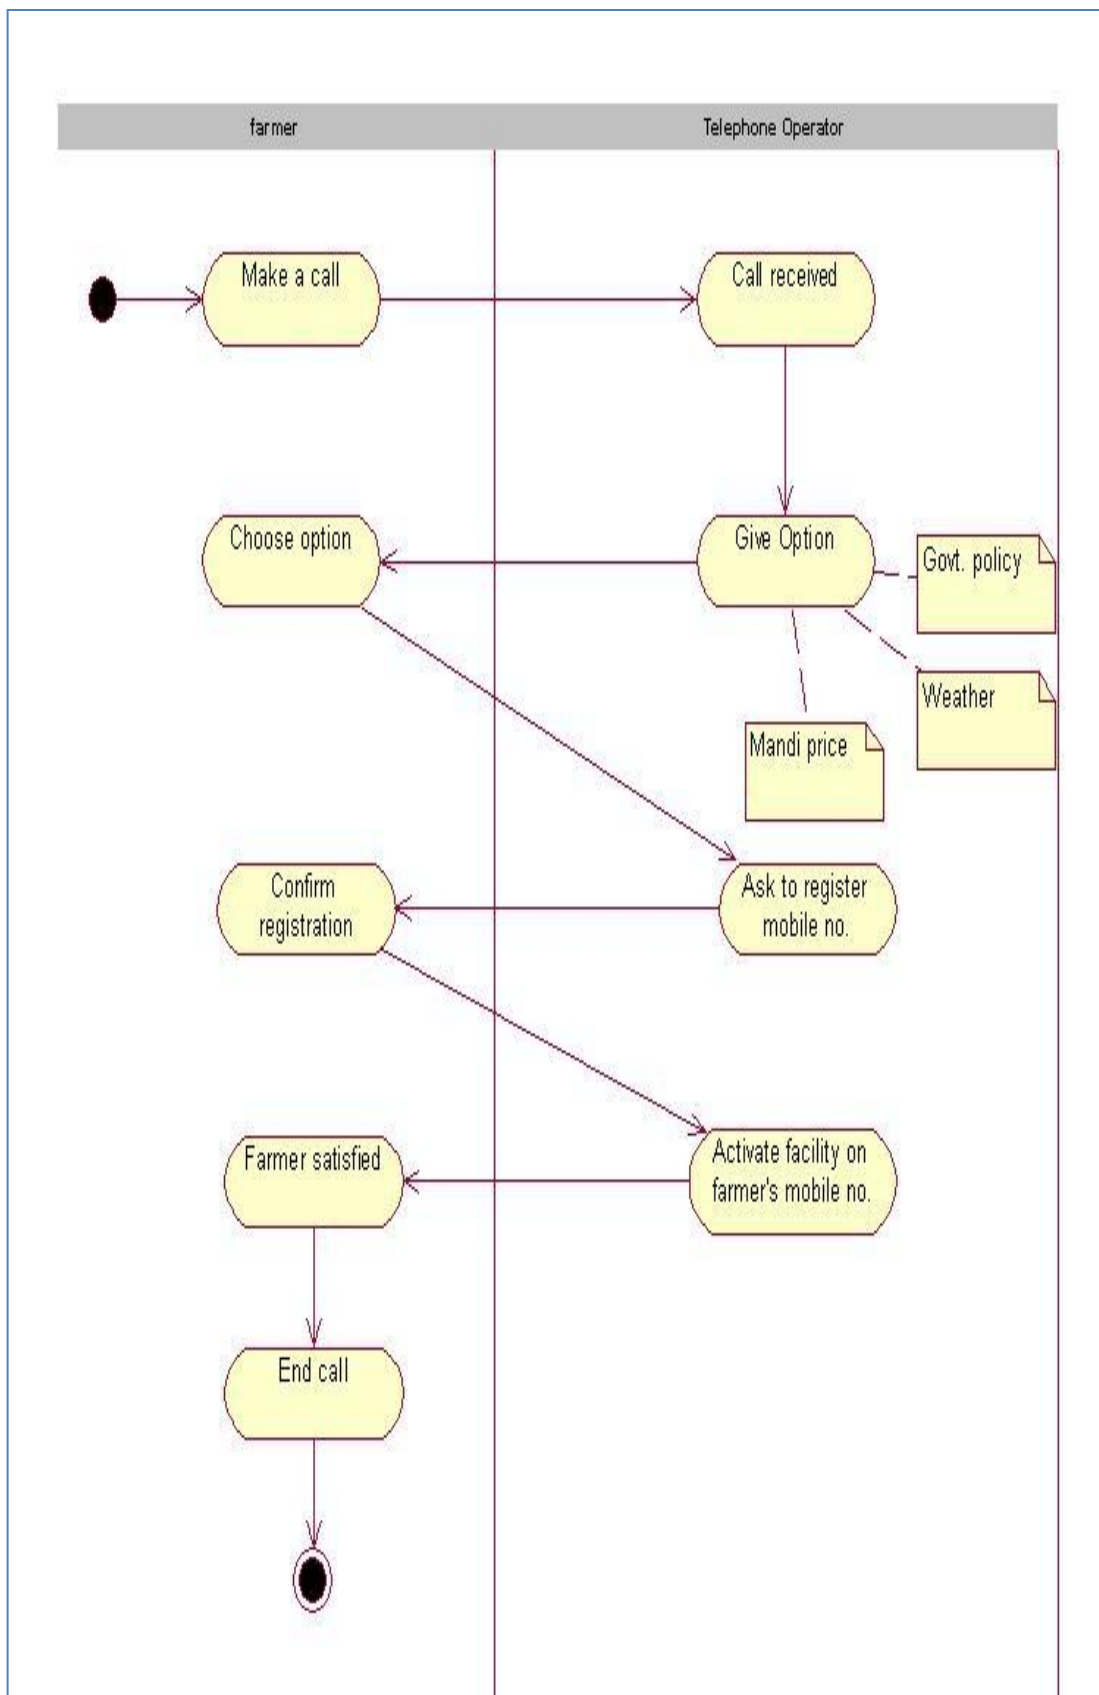 farmer
Telephone Operator
Make a call
Call received
Choose option
Give Option
Govt. policy
Weather
Mandi price
Confirm
registration
Ask to register
mobile no.
Farmer satisfied
Activate facility on
farmer's mobile no.
End call